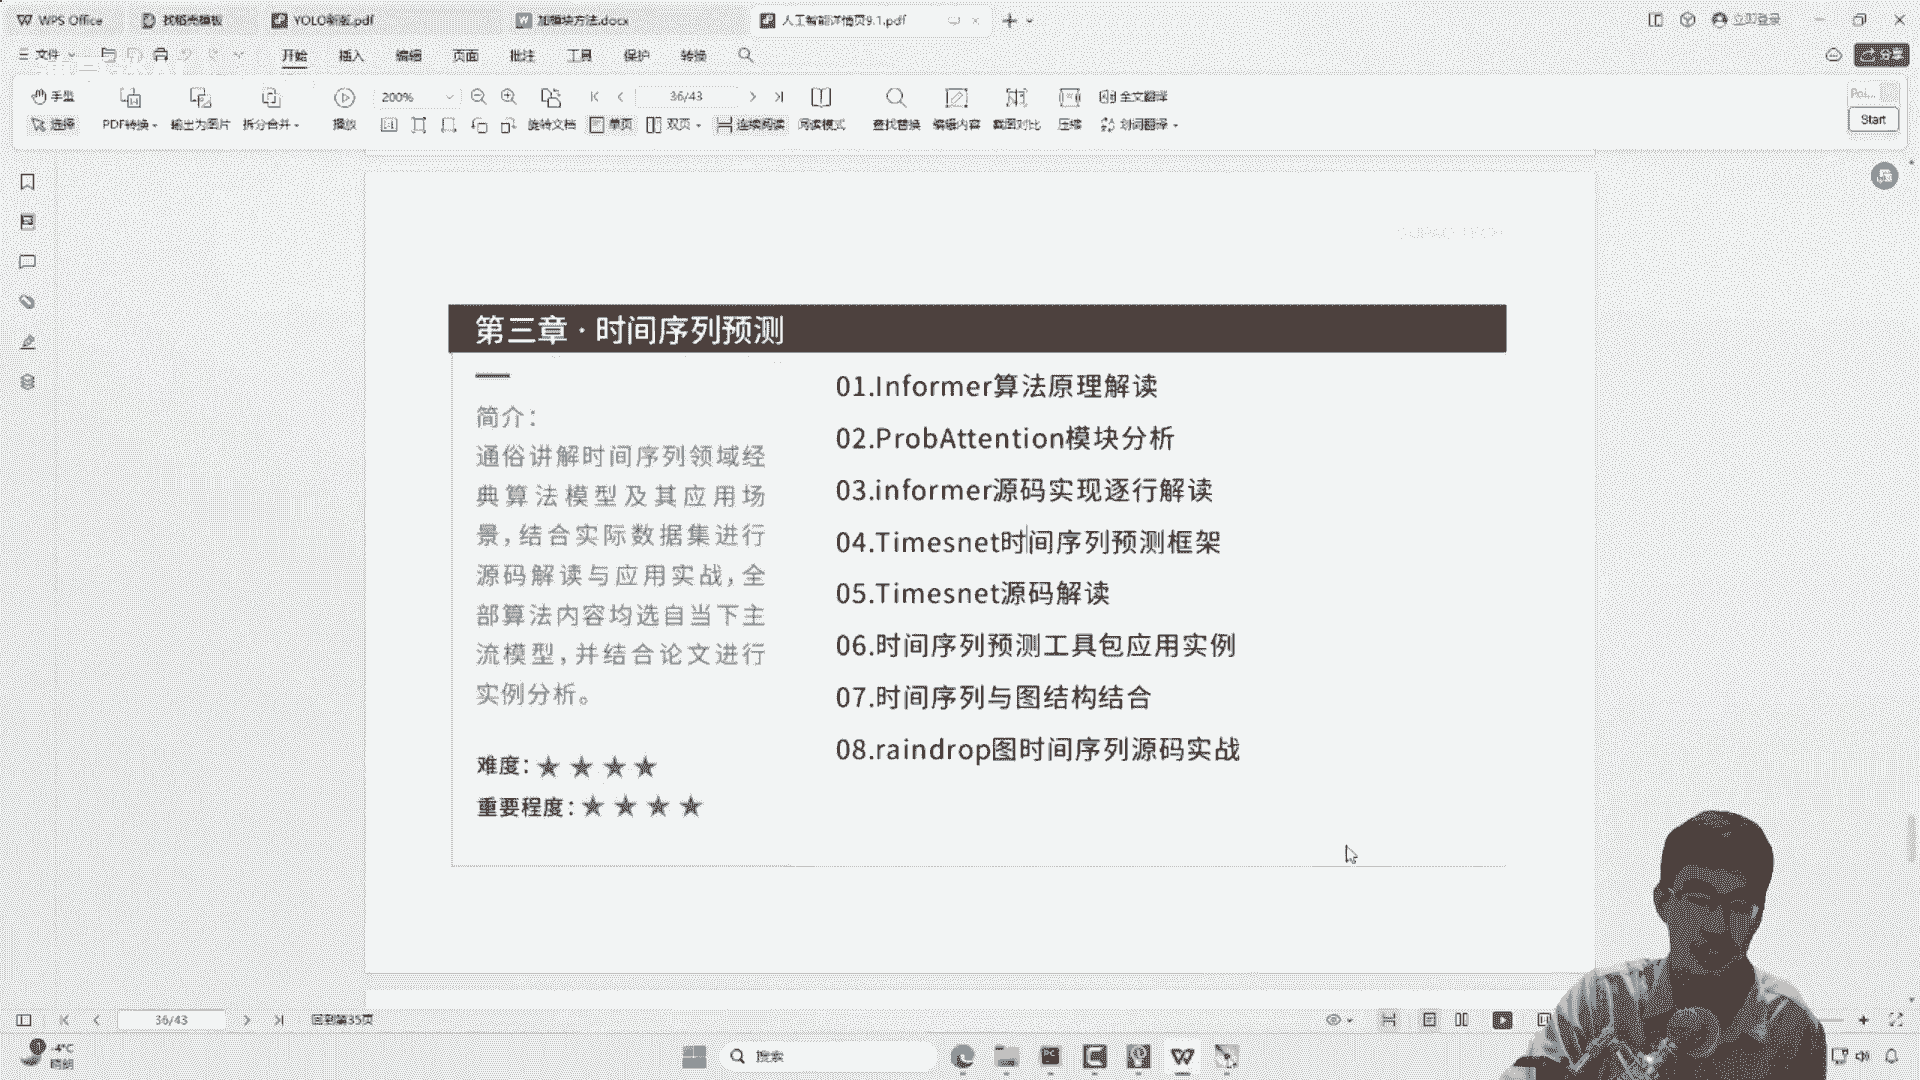 WPS Office
找稻壳模板
YOLO新版.pdf
加模块方法.docx
人工智能详情页9.1.pdf
立即登录
文件
开始
插入
编辑
页面
批注
工具
保护
转换
分享
手型
200%
36/43
全文翻译
选择
PDF转换
输出为图片
拆分合并
播放
旋转文档
单页
双页
连续阅读
阅读模式
查找替换
编辑内容
截图对比
压缩
划词翻译
Start
第三章 · 时间序列预测
简介：
通俗讲解时间序列领域经
典算法模型及其应用场
景，结合实际数据集进行
源码解读与应用实战，全
部算法内容均选自当下主
流模型，并结合论文进行
实例分析。
难度：★ ★ ★ ★
重要程度：★ ★ ★ ★
01.Informer算法原理解读
02.ProbAttention模块分析
03.informer源码实现逐行解读
04.Timesnet时间序列预测框架
05.Timesnet源码解读
06.时间序列预测工具包应用实例
07.时间序列与图结构结合
08.raindrop图时间序列源码实战
36/43
回到第35页
-4°C
晴朗
搜索